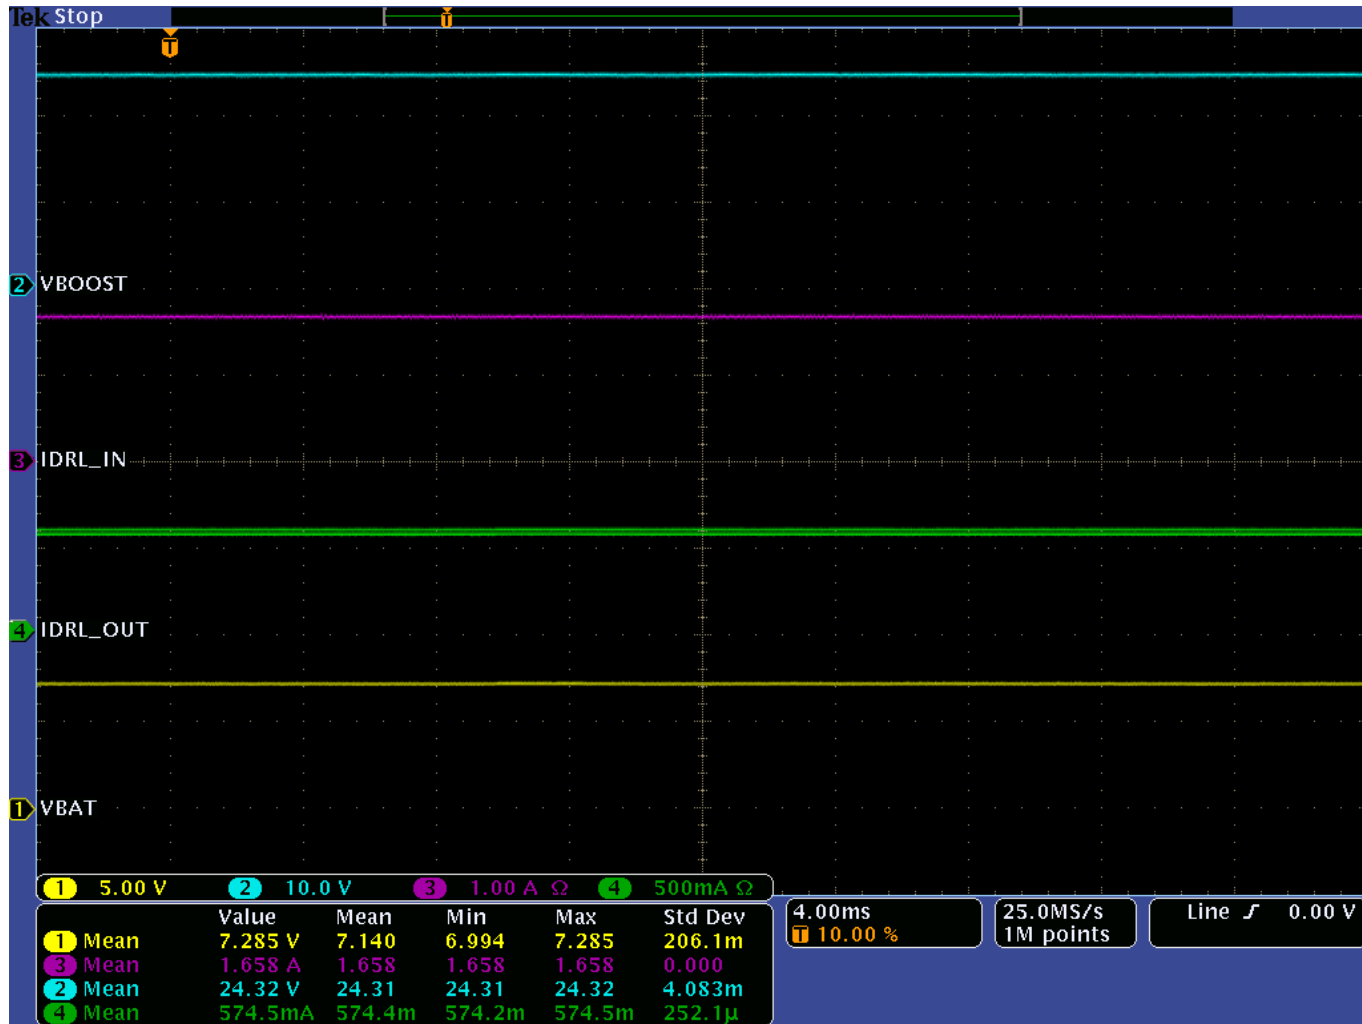 Tek Stop
T
T
2 VBOOST
3 IDRL_IN
4 IDRL_OUT
1 VBAT
1 5.00 V 2 10.0 V 3 1.00 A Ω 4 500mA Ω
Value Mean Min Max Std Dev
1 Mean 7.285 V 7.140 6.994 7.285 206.1m
3 Mean 1.658 A 1.658 1.658 1.658 0.000
2 Mean 24.32 V 24.31 24.31 24.32 4.083m
4 Mean 574.5mA 574.4m 574.2m 574.5m 252.1µ
4.00ms
T 10.00 %
25.0MS/s
1M points
Line 0.00 V